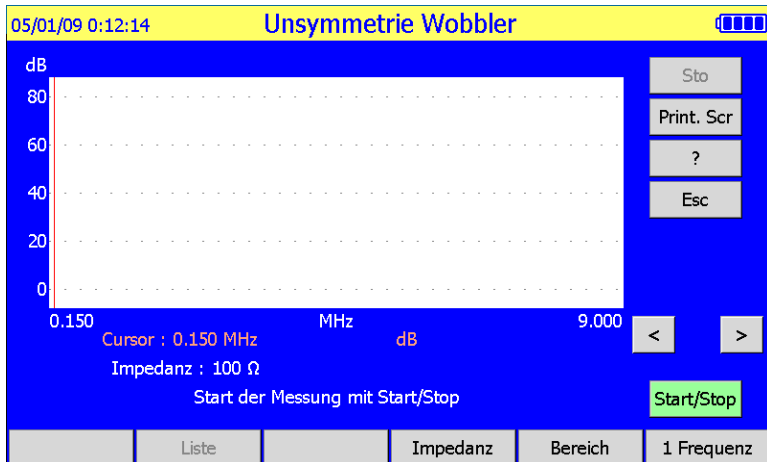 05/01/09 0:12:14 Unsymmetrie Wobbler
dB
80
60
40
20
0
0.150 MHz 9.000
Cursor : 0.150 MHz dB
Impedanz : 100 Ω
Start der Messung mit Start/Stop
Sto
Print. Scr
?
Esc
< >
Start/Stop
Liste Impedanz Bereich 1 Frequenz